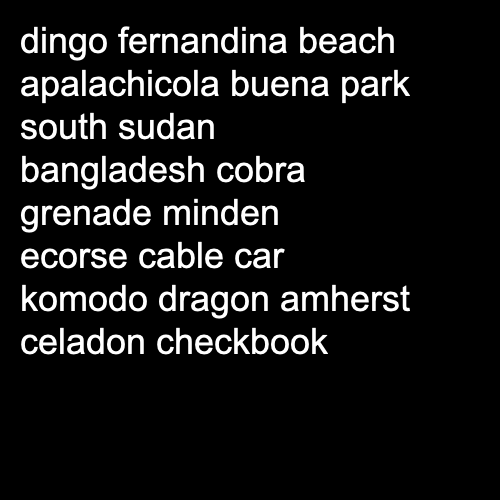 dingo fernandina beach
apalachicola buena park
south sudan
bangladesh cobra
grenade minden
ecorse cable car
komodo dragon amherst
celadon checkbook